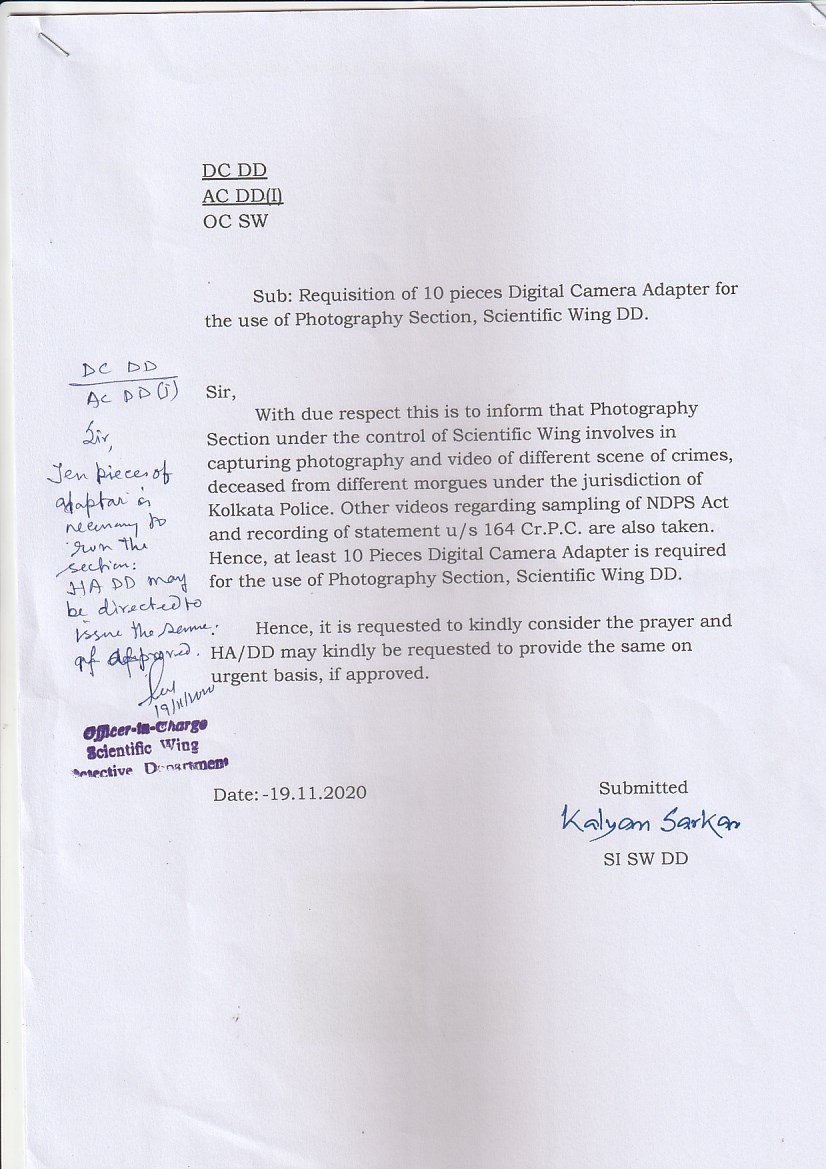 DC DD
AC DD(I)
OC SW
Sub: Requisition of 10 pieces Digital Camera Adapter for
the use of Photography Section, Scientific Wing DD.
Sir,
With due respect this is to inform that Photography
Section under the control of Scientific Wing involves in
capturing photography and video of different scene of crimes,
deceased from different morgues under the jurisdiction of
Kolkata Police. Other videos regarding sampling of NDPS Act
and recording of statement u/s 164 Cr.P.C. are also taken.
Hence, at least 10 Pieces Digital Camera Adapter is required
for the use of Photography Section, Scientific Wing DD.
Hence, it is requested to kindly consider the prayer and
HA/DD may kindly be requested to provide the same on
urgent basis, if approved.
Date:-19.11.2020
Submitted
Kalyan Sarkar
SI SW DD
DC DD
AC DD(I)
Sir,
Ten pieces of
adaptar is
necessary to
run the
section.
HA DD may
be directed to
issue the same.
if approved.
19/11/2020
Officer-in-Charge
Scientific Wing
Detective Department